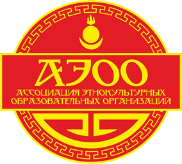 АЭОО
АССОЦИАЦИЯ ЭТНОКУЛЬТУРНЫХ
ОБРАЗОВАТЕЛЬНЫХ ОРГАНИЗАЦИЙ